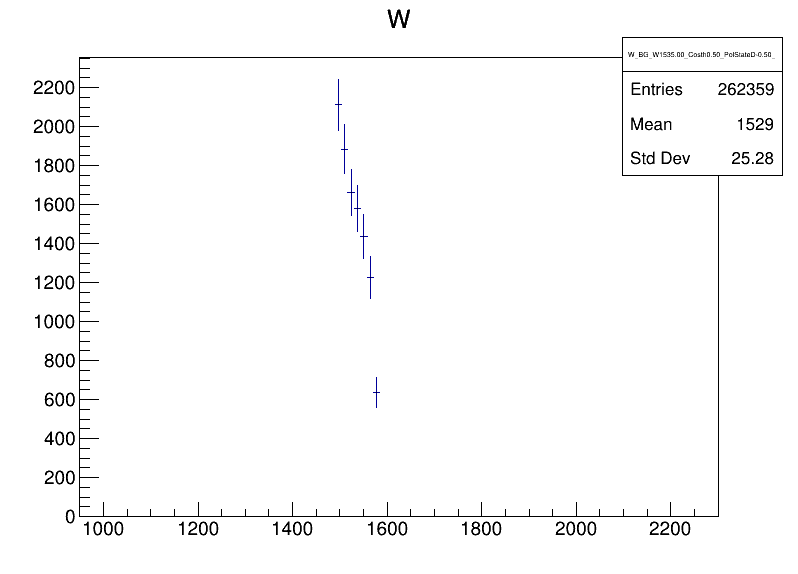 W
W_BG_W1535.00_Costh0.50_PolStateD-0.50_
Entries 262359
Mean 1529
Std Dev 25.28
2200
2000
1800
1600
1400
1200
1000
800
600
400
200
0
1000 1200 1400 1600 1800 2000 2200